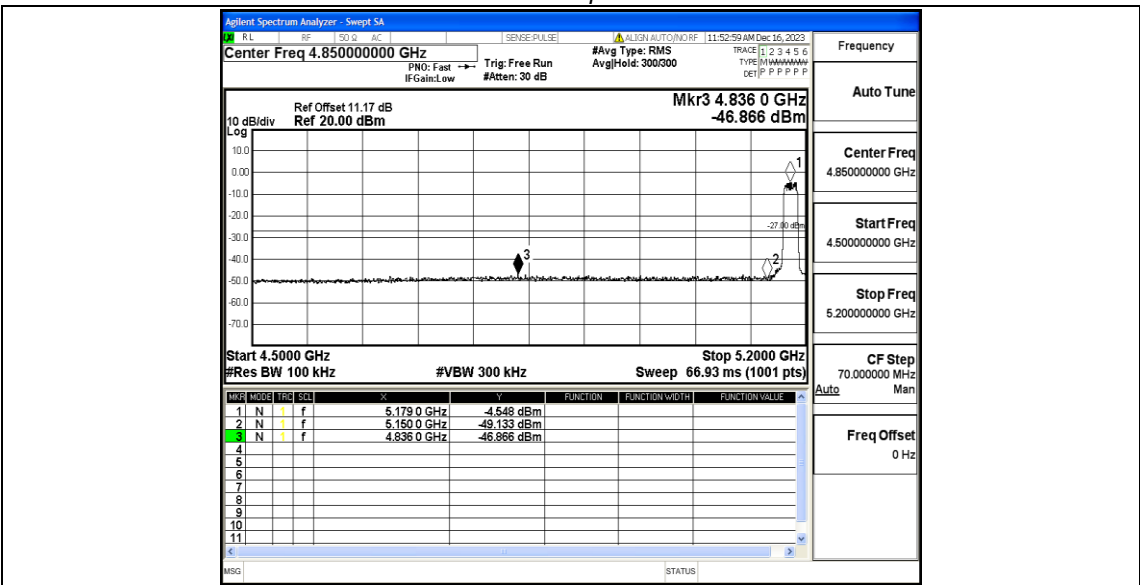 Agilent Spectrum Analyzer - Swept SA
RL RF 50 Ω AC SENSE:PULSE ALIGN AUTO/NO RF 11:52:59 AM Dec 16, 2023
Center Freq 4.850000000 GHz #Avg Type: RMS TRACE 1 2 3 4 5 6
PNO: Fast Trig: Free Run Avg|Hold: 300/300 TYPE M WWWWW
IFGain:Low #Atten: 30 dB DET P P P P P P
Frequency
Mkr3 4.836 0 GHz
-46.866 dBm
Ref Offset 11.17 dB
10 dB/div Ref 20.00 dBm
Log
10.0
0.00
-10.0
-20.0
-30.0
-40.0
-50.0
-60.0
-70.0
1
-27.00 dBm
3
2
Start 4.5000 GHz Stop 5.2000 GHz
#Res BW 100 kHz #VBW 300 kHz Sweep 66.93 ms (1001 pts)
MKR MODE TRC SCL X Y FUNCTION FUNCTION WIDTH FUNCTION VALUE
1 N 1 f 5.179 0 GHz -4.548 dBm
2 N 1 f 5.150 0 GHz -49.133 dBm
3 N 1 f 4.836 0 GHz -46.866 dBm
4
5
6
7
8
9
10
11
MSG STATUS
Auto Tune
Center Freq
4.850000000 GHz
Start Freq
4.500000000 GHz
Stop Freq
5.200000000 GHz
CF Step
70.000000 MHz
Auto Man
Freq Offset
0 Hz